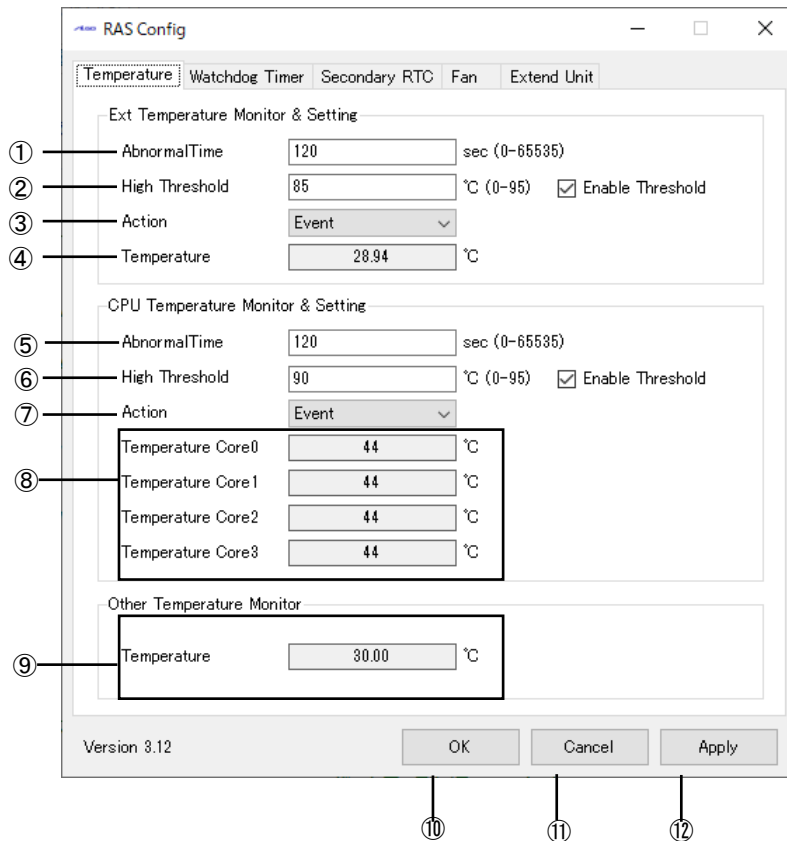 RAS Config
Temperature Watchdog Timer Secondary RTC Fan Extend Unit
Ext Temperature Monitor & Setting
① AbnormalTime 120 sec (0-65535)
② High Threshold 85 ℃ (0-95) Enable Threshold
③ Action Event
④ Temperature 28.94 ℃
CPU Temperature Monitor & Setting
⑤ AbnormalTime 120 sec (0-65535)
⑥ High Threshold 90 ℃ (0-95) Enable Threshold
⑦ Action Event
Temperature Core0 44 ℃
⑧ Temperature Core1 44 ℃
Temperature Core2 44 ℃
Temperature Core3 44 ℃
Other Temperature Monitor
⑨ Temperature 30.00 ℃
Version 3.12 OK Cancel Apply
⑩ ⑪ ⑫